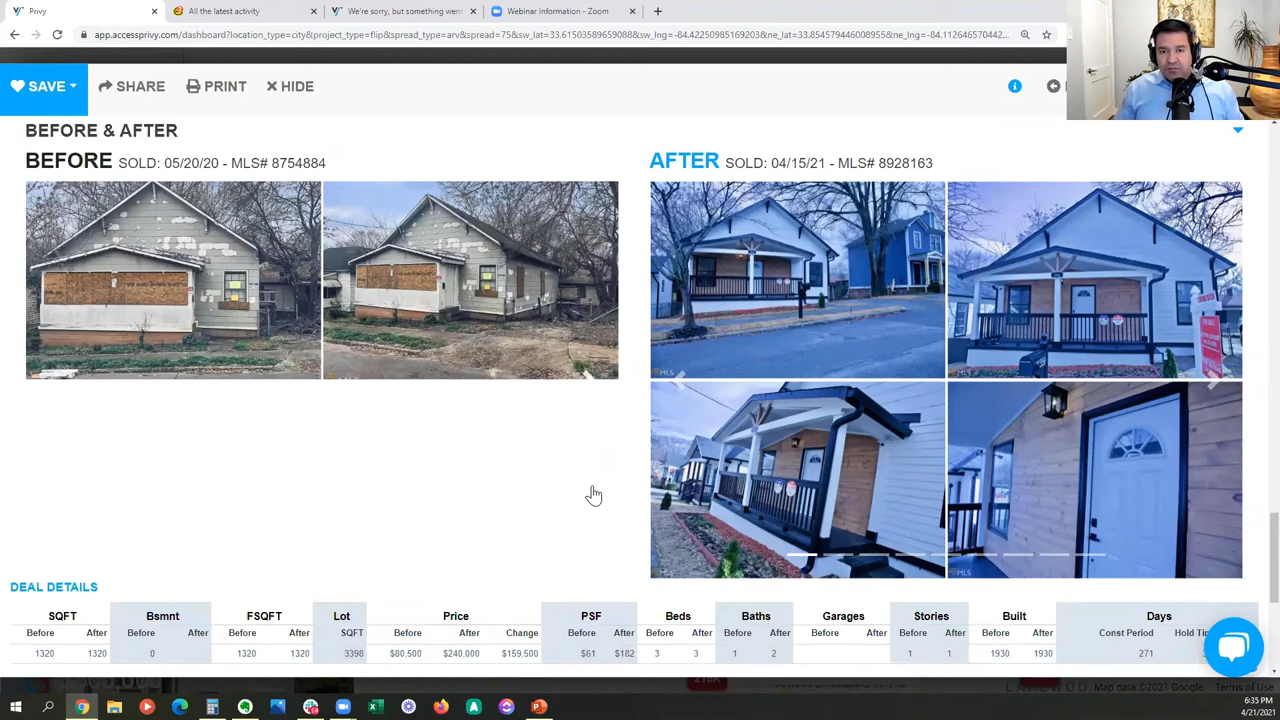 Privy
All the latest activity
We're sorry, but something went
Webinar Information - Zoom
app.accessprivy.com/dashboard?location_type=city&project_type=flip&spread_type=arv&spread=75&sw_lat=33.61503589659088&sw_lng=-84.42250985169203&ne_lat=33.854579446008955&ne_lng=-84.112646570442...
SAVE SHARE PRINT HIDE
BEFORE & AFTER
BEFORE SOLD: 05/20/20 - MLS# 8754884
AFTER SOLD: 04/15/21 - MLS# 8928163
MLS
MLS
DEAL DETAILS
SQFT Bsmnt FSQFT Lot Price PSF Beds Baths Garages Stories Built Days
Before After Before After Before After SQFT Before After Change Before After Before After Before After Before After Before After Before After Const Period Hold
1320 1320 0 1320 1320 3398 $80,500 $240,000 $159,500 $61 $182 3 3 1 2 1 1 1930 1930 271
Map data ©2021 Google
Terms of Use
6:35 PM
4/21/2021